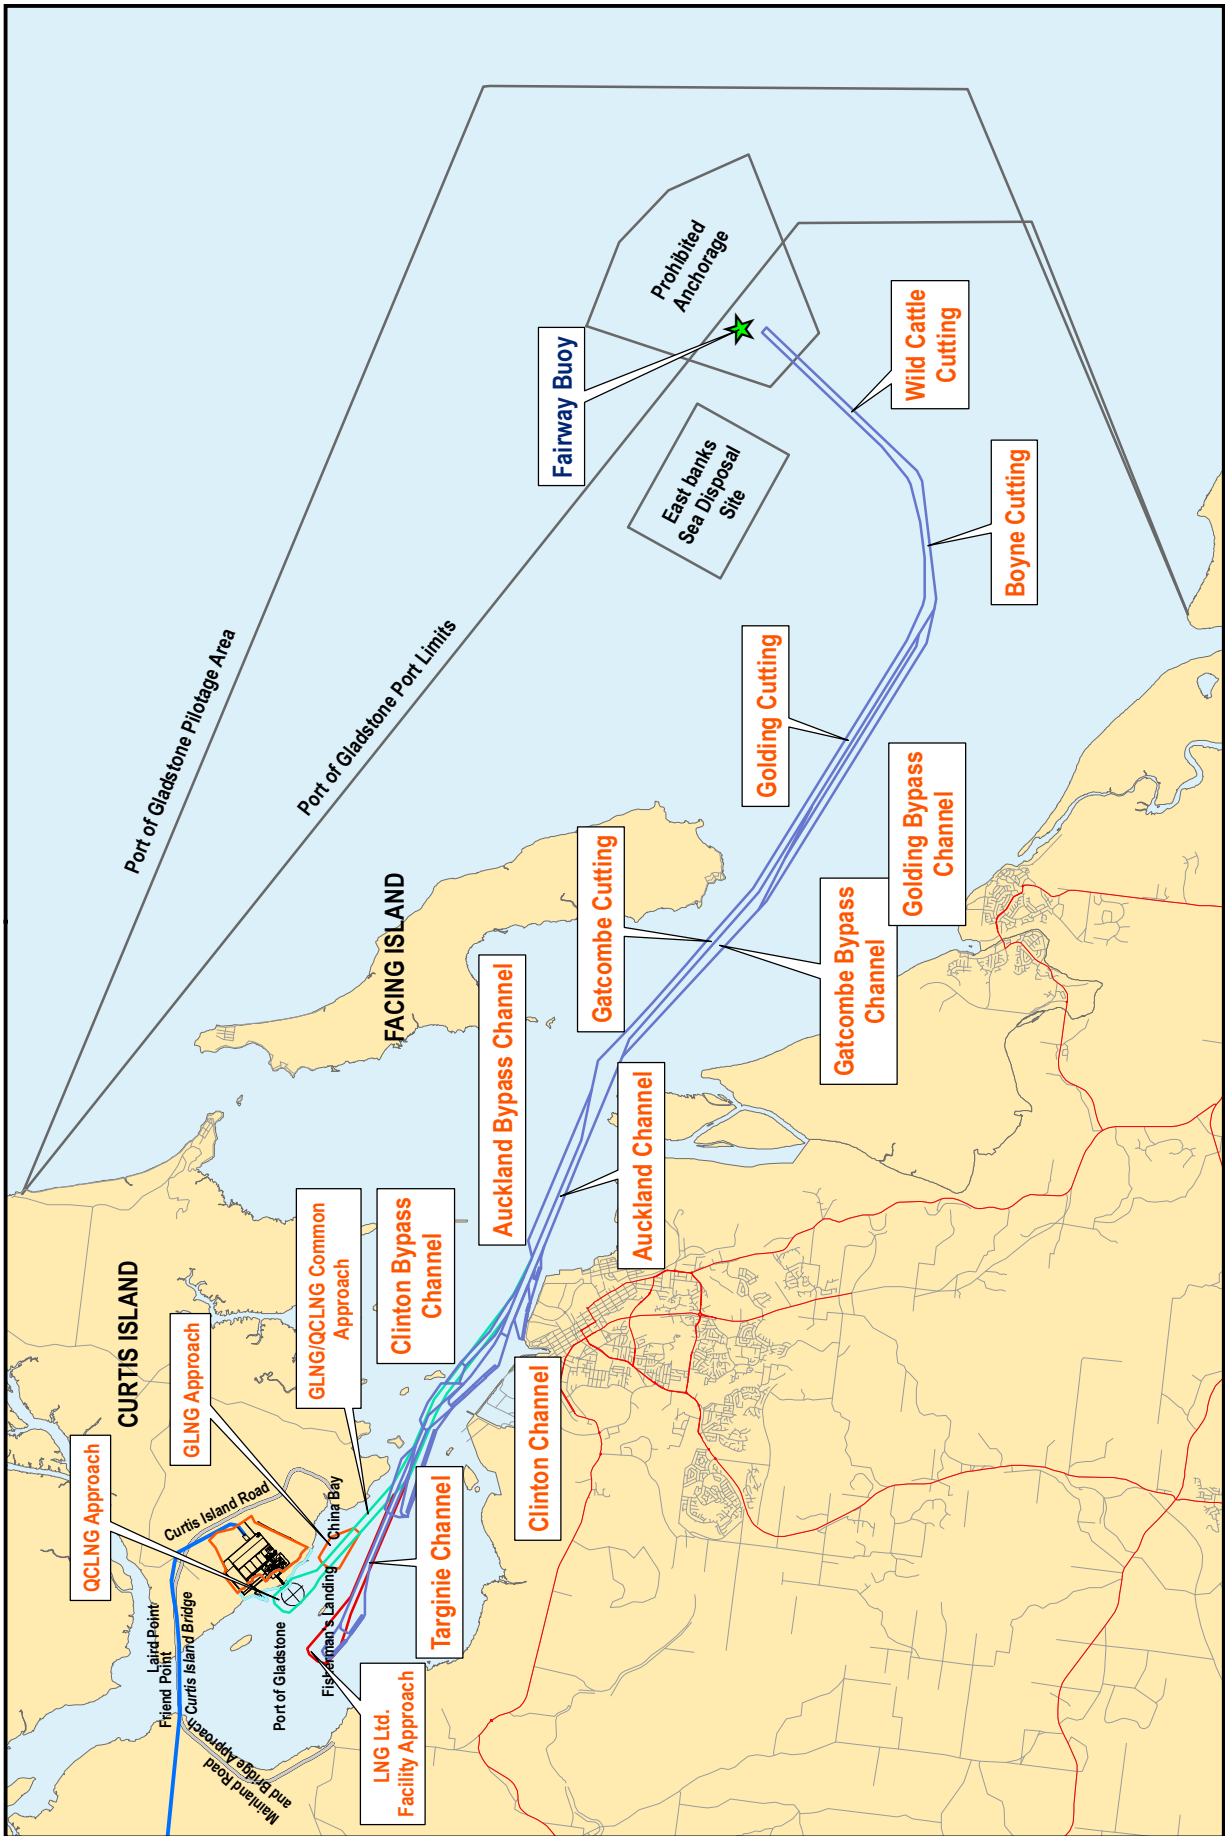 QCLNG Approach
GLNG Approach
CURTIS ISLAND
GLNG/QCLNG Common
Approach
Clinton Bypass
Channel
Port of Gladstone Pilotage Area
Port of Gladstone Port Limits
FACING ISLAND
Auckland Bypass Channel
Gatcombe Cutting
Fairway Buoy
Prohibited
Anchorage
East banks
Sea Disposal
Site
Wild Cattle
Cutting
Boyne Cutting
Golding Cutting
Golding Bypass
Channel
Gatcombe Bypass
Channel
Auckland Channel
Clinton Channel
Targinie Channel
LNG Ltd.
Facility Approach
Curtis Island Road
China Bay
Laird Point
Friend Point
Curtis Island Bridge
Port of Gladstone
Fisherman's Landing
Mainland Road
and Bridge Approach